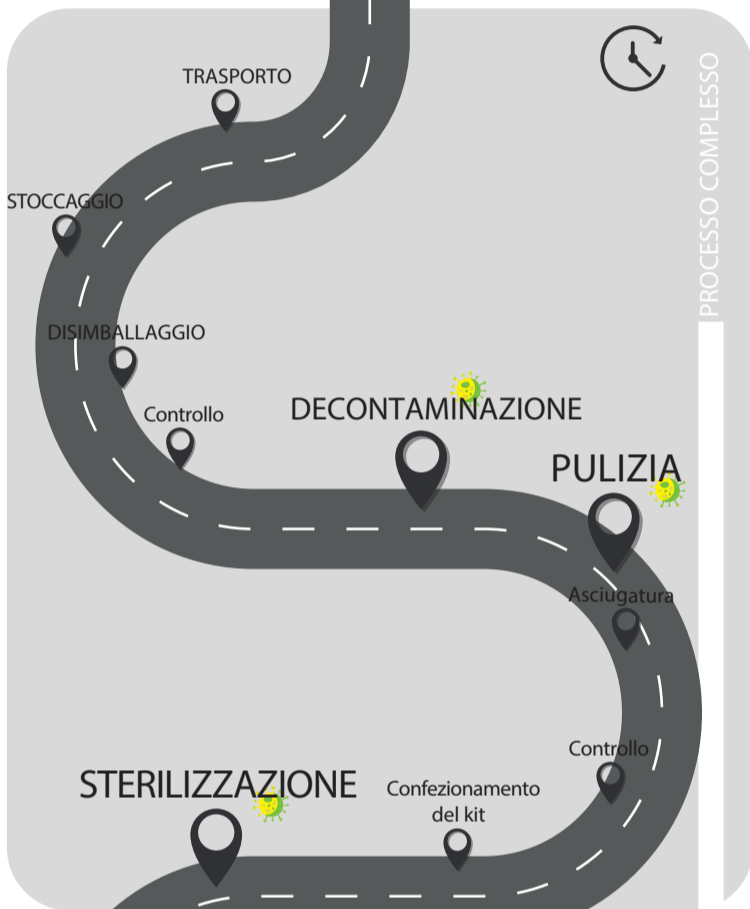 TRASPORTO
PROCESSO COMPLESSO
STOCCAGGIO
DISIMBALLAGGIO
Controllo
DECONTAMINAZIONE
PULIZIA
Asciugatura
Controllo
Confezionamento
del kit
STERILIZZAZIONE